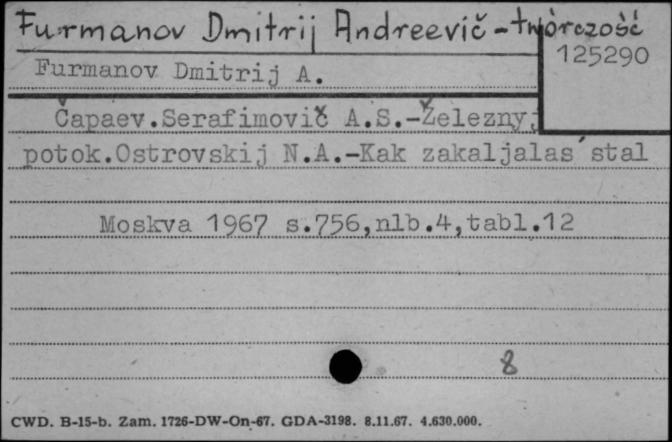 Furmanov Dmitrij Andreevič - twórczość
125290
Furmanov Dmitrij A.
Čapaev.Serafimovič A.S.-Železnyj
potok.Ostrovskij N.A.-Kak zakaljalas´stal
Moskva 1967 s.756,nlb.4,tabl.12
8
CWD. B-15-b. Zam. 1726-DW-On-67. GDA-3198. 8.11.67. 4.630.000.